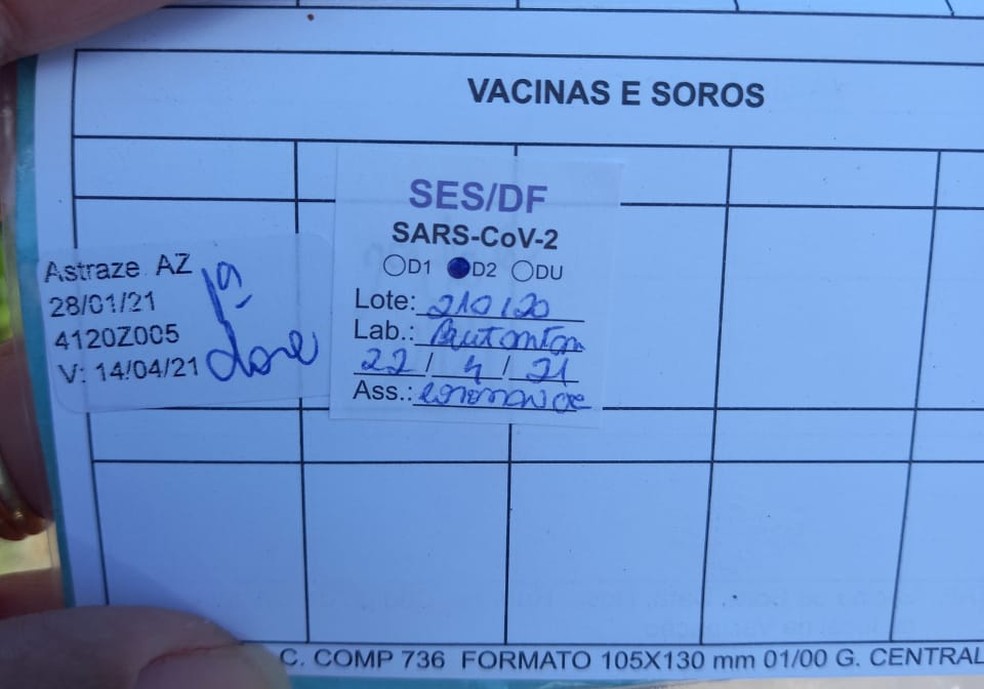 VACINAS E SOROS
Astraze AZ
28/01/21
4120Z005
V: 14/04/21
1ª
dose
SES/DF
SARS-CoV-2
D1 D2 DU
Lote: 210120
Lab.: Butantan
22 / 4 / 21
Ass.:
C. COMP 736 FORMATO 105X130 mm 01/00 G. CENTRAL